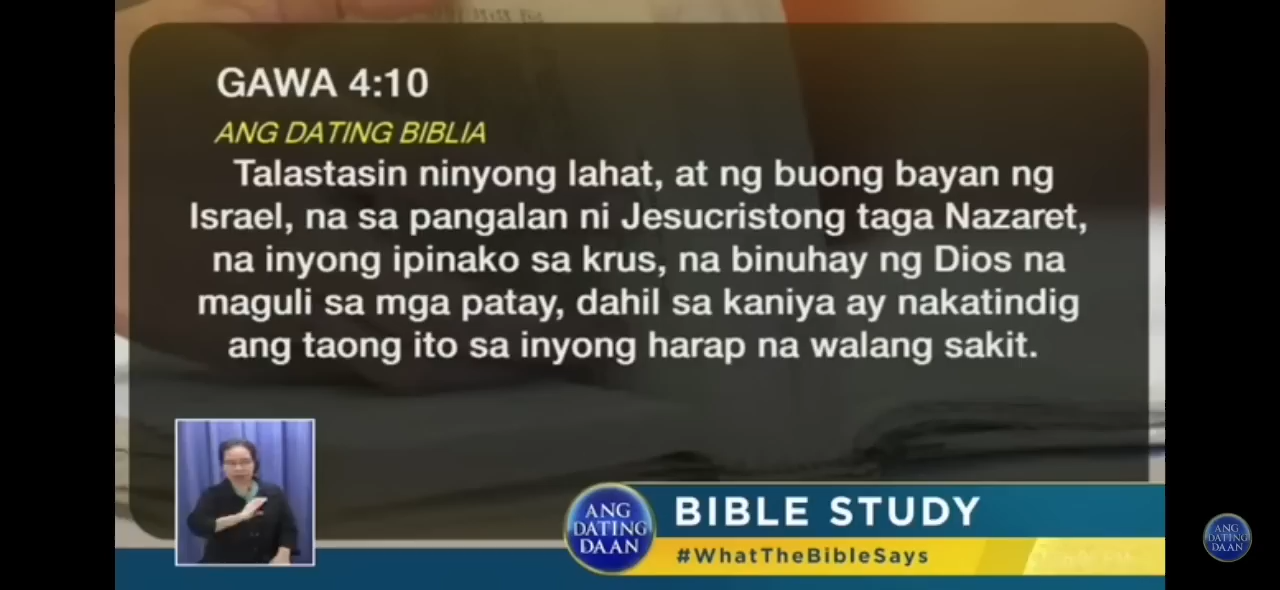 GAWA 4:10
ANG DATING BIBLIA
Talastasin ninyong lahat, at ng buong bayan ng
Israel, na sa pangalan ni Jesucristong taga Nazaret,
na inyong ipinako sa krus, na binuhay ng Dios na
maguli sa mga patay, dahil sa kaniya ay nakatindig
ang taong ito sa inyong harap na walang sakit.
ANG
DATING
DAAN
BIBLE STUDY
#WhatTheBibleSays
ANG
DATING
DAAN